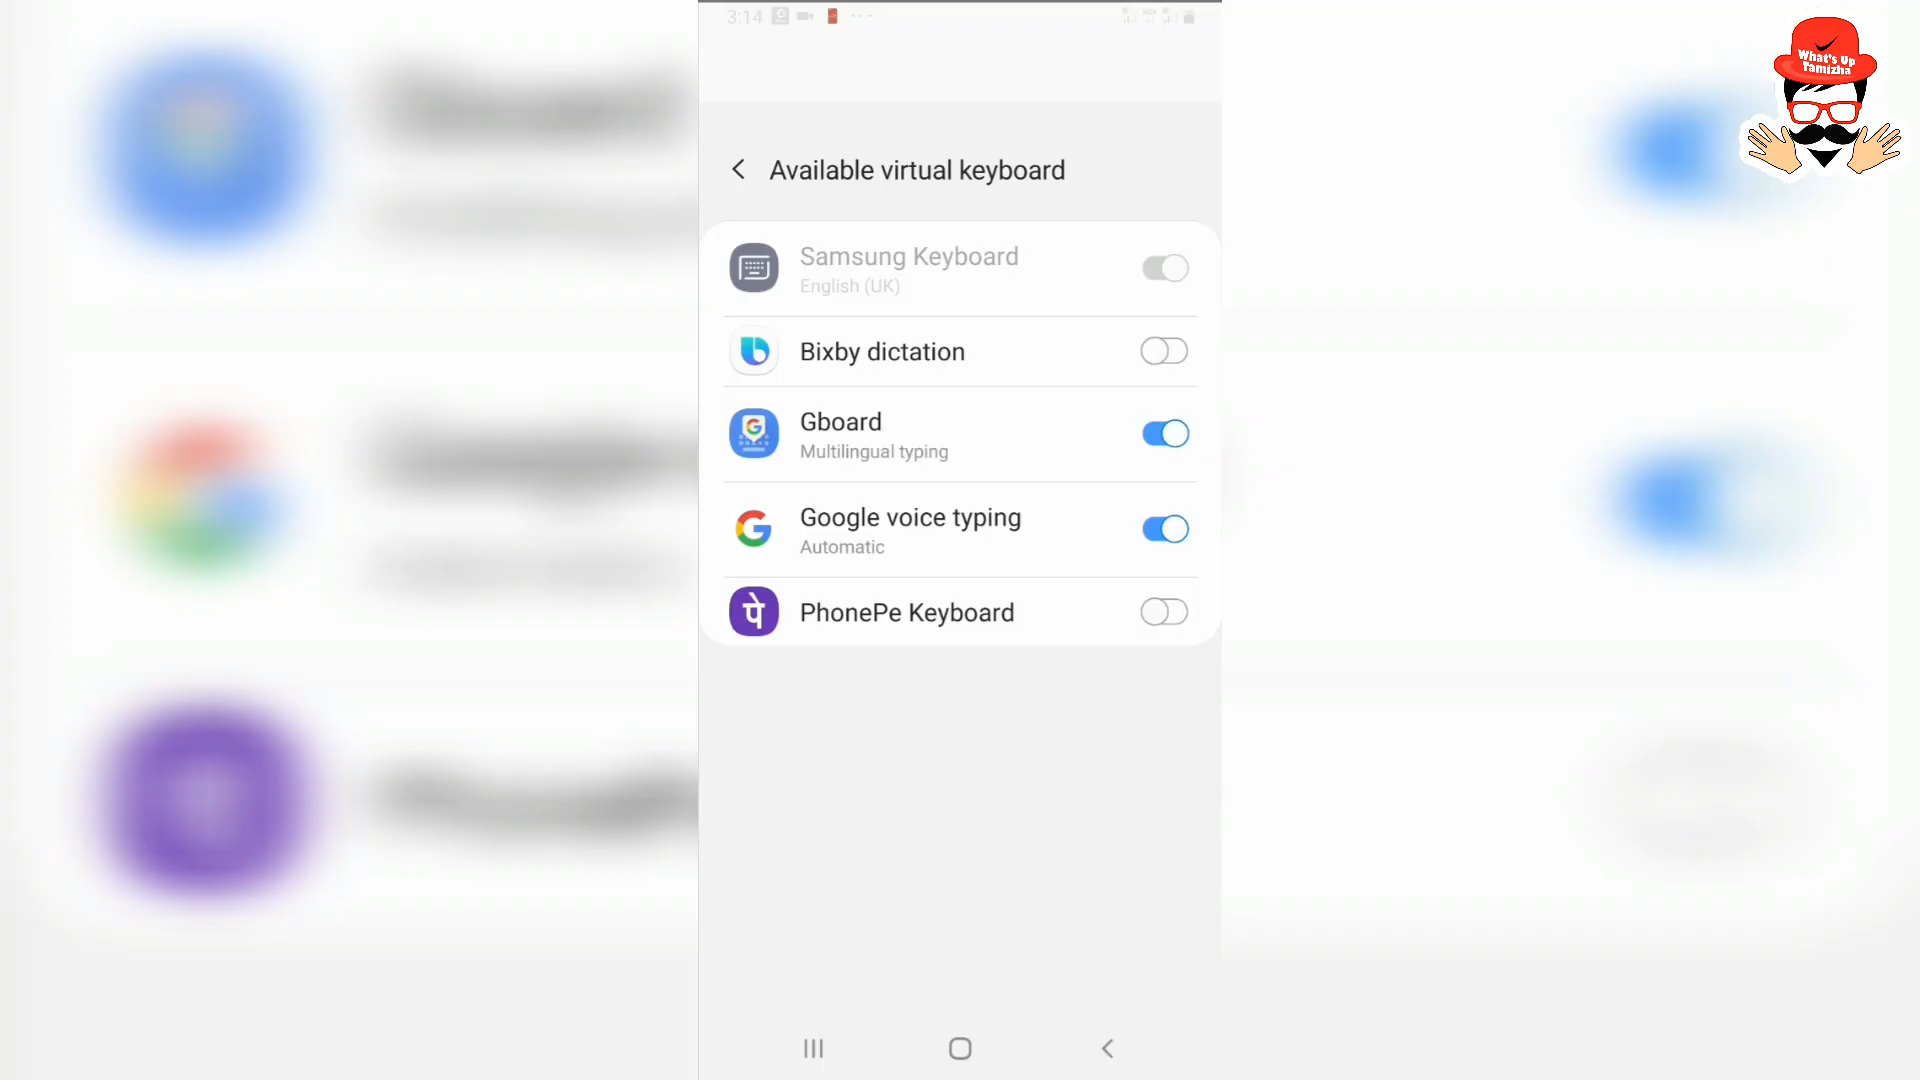 3:14
What's Up
Tamizha
Available virtual keyboard
Samsung Keyboard
English (UK)
Bixby dictation
Gboard
Multilingual typing
Google voice typing
Automatic
पे
PhonePe Keyboard